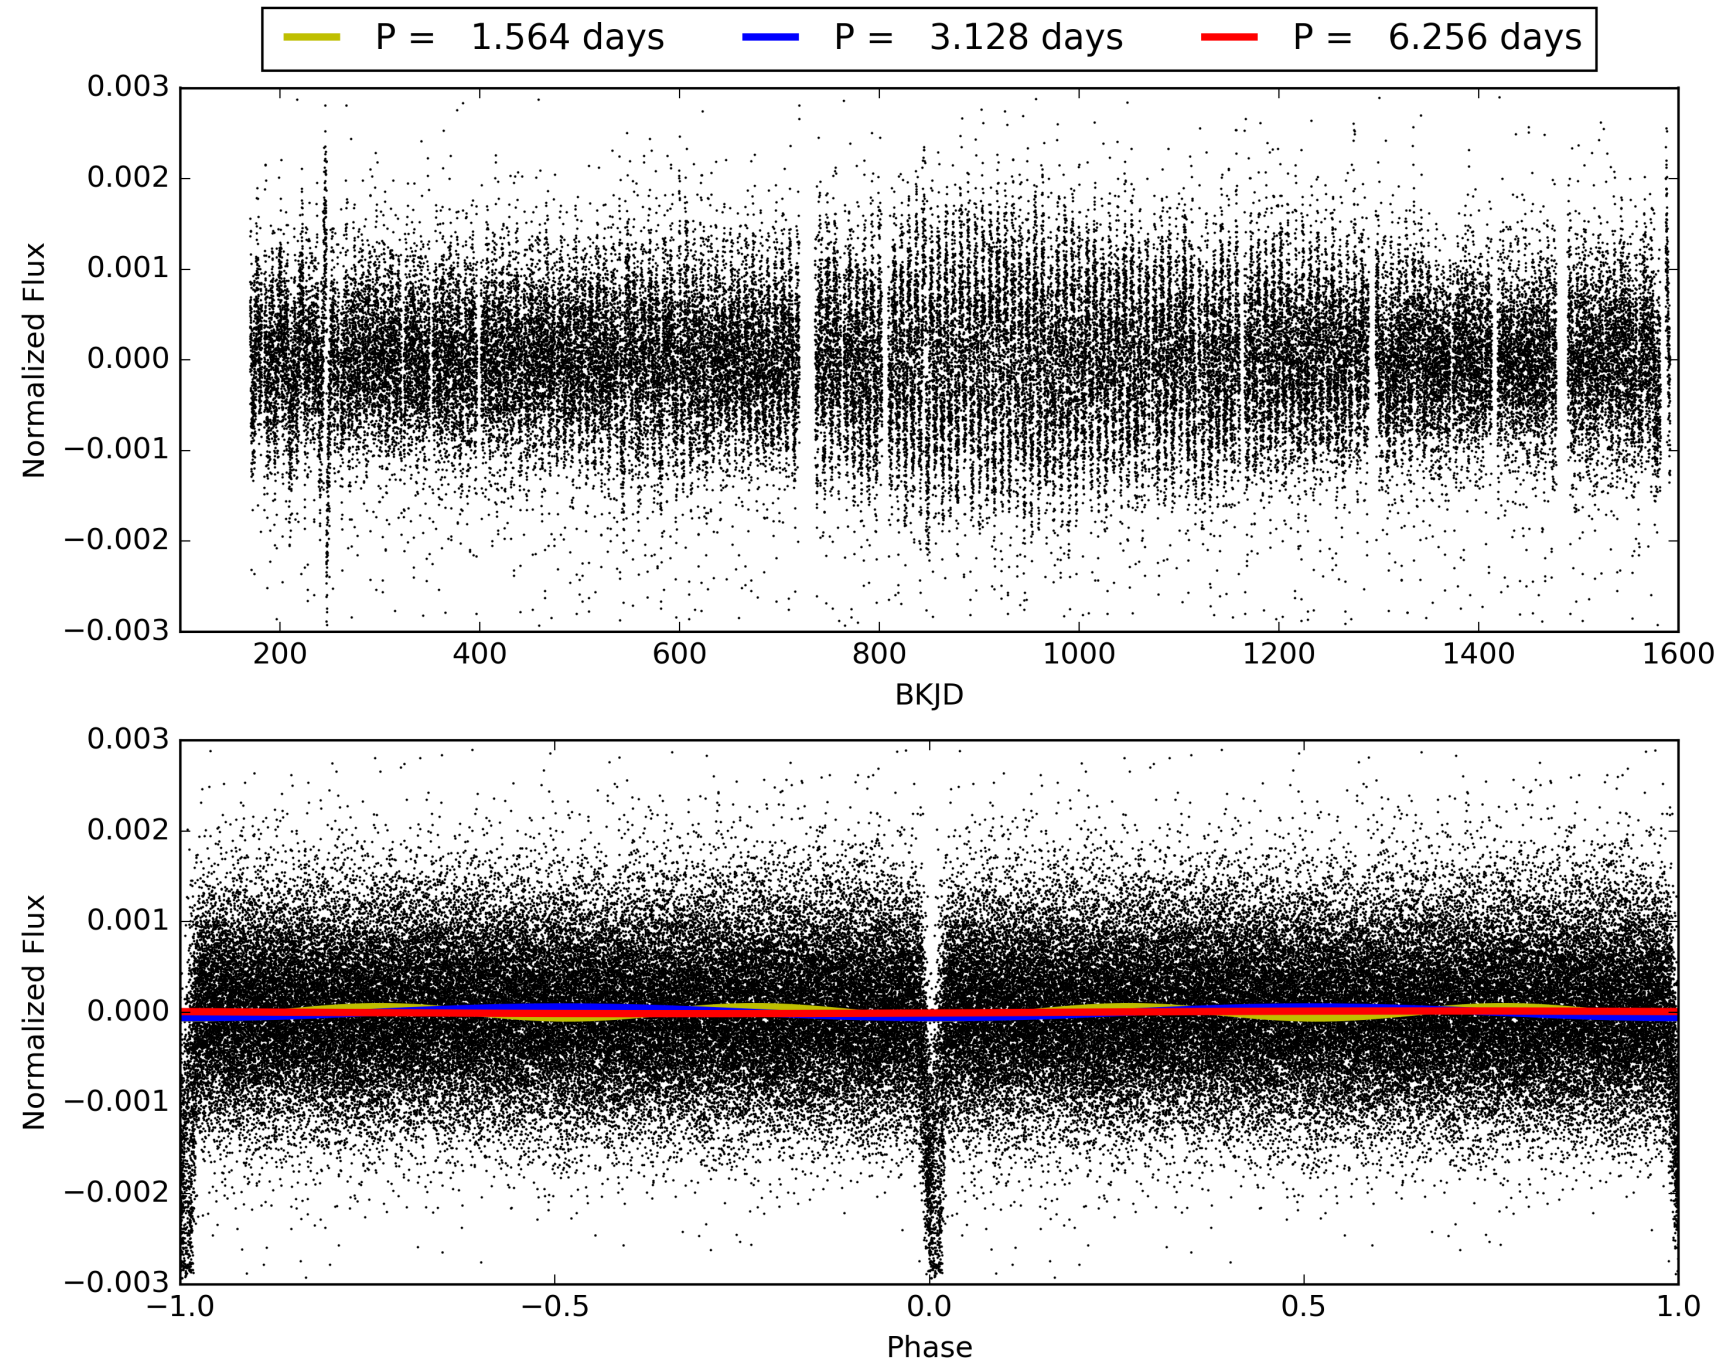 P = 1.564 days P = 3.128 days P = 6.256 days
0.003
0.002
0.001
0.000
−0.001
−0.002
−0.003
Normalized Flux
200 400 600 800 1000 1200 1400 1600
BKJD
0.003
0.002
0.001
0.000
−0.001
−0.002
−0.003
Normalized Flux
−1.0 −0.5 0.0 0.5 1.0
Phase